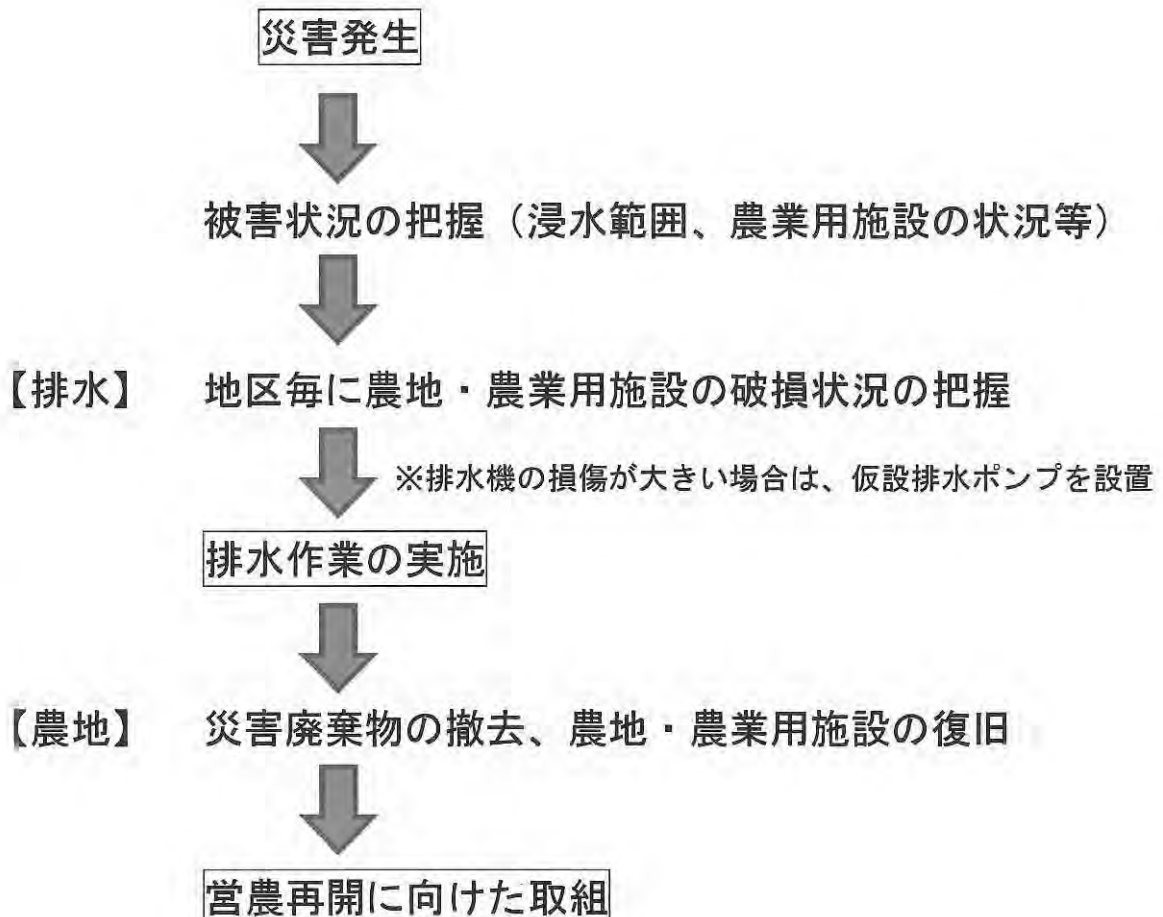 災害発生
被害状況の把握（浸水範囲、農業用施設の状況等）
【排水】 地区毎に農地・農業用施設の破損状況の把握
※排水機の損傷が大きい場合は、仮設排水ポンプを設置
排水作業の実施
【農地】 災害廃棄物の撤去、農地・農業用施設の復旧
営農再開に向けた取組